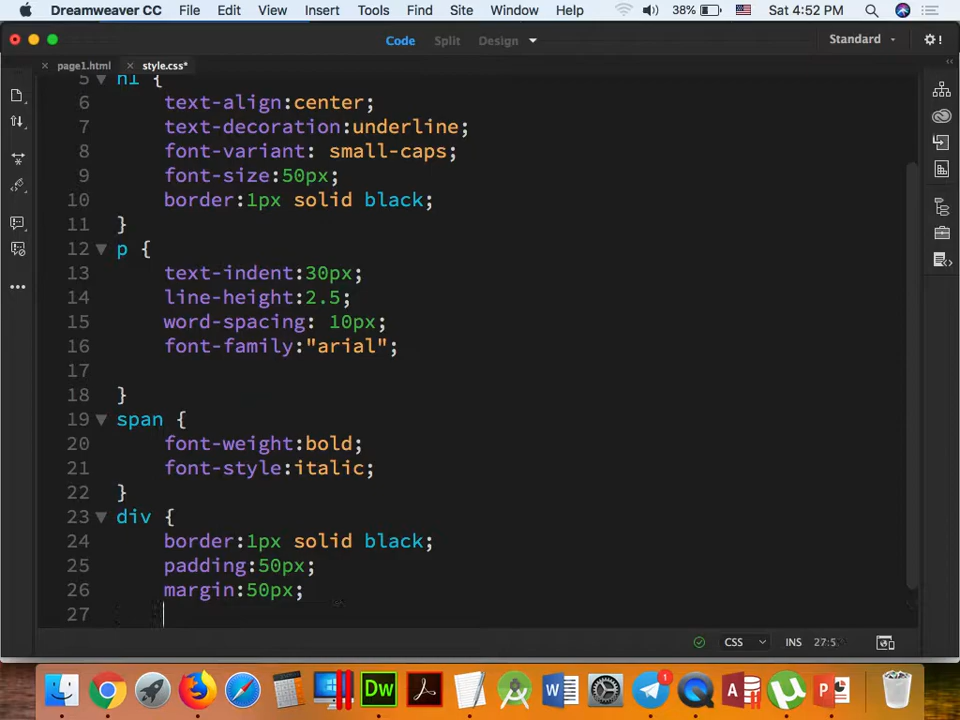 Dreamweaver CC File Edit View Insert Tools Find Site Window Help 38% Sat 4:52 PM
Code Split Design Standard
page1.html style.css*
5 h1 {
6 text-align:center;
7 text-decoration:underline;
8 font-variant: small-caps;
9 font-size:50px;
10 border:1px solid black;
11 }
12 p {
13 text-indent:30px;
14 line-height:2.5;
15 word-spacing: 10px;
16 font-family:"arial";
17
18 }
19 span {
20 font-weight:bold;
21 font-style:italic;
22 }
23 div {
24 border:1px solid black;
25 padding:50px;
26 margin:50px;
27
CSS INS 27:5
Dw W 1 A P